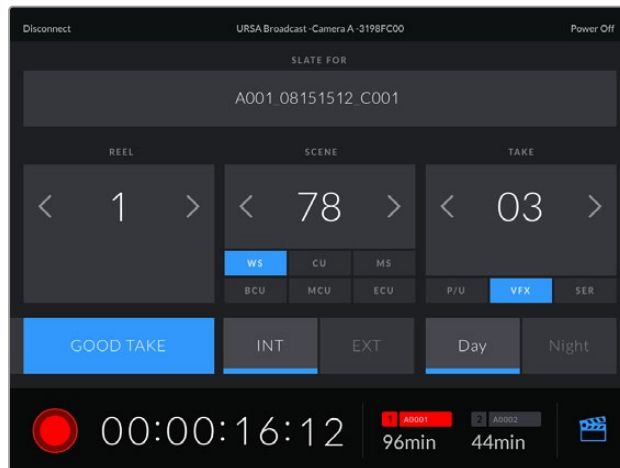 Disconnect URSA Broadcast -Camera A -3198FC00 Power Off
SLATE FOR
A001_08151512_C001
REEL SCENE TAKE
1 78 03
WS CU MS
BCU MCU ECU P/U VFX SER
GOOD TAKE INT EXT Day Night
00:00:16:12
1 A0001 2 A0002
96min 44min